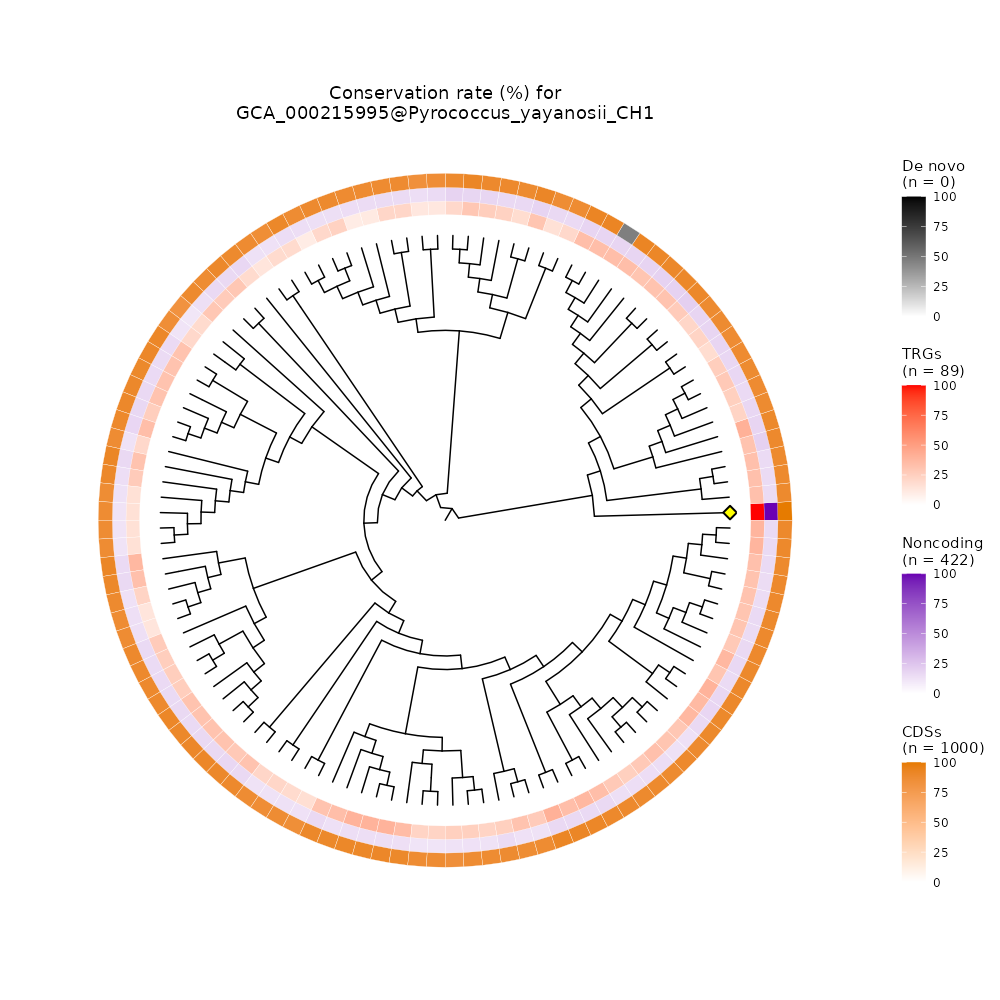 Conservation rate (%) for
GCA_000215995@Pyrococcus_yayanosii_CH1
De novo
(n = 0)
100
75
50
25
0
TRGs
(n = 89)
100
75
50
25
0
Noncoding
(n = 422)
100
75
50
25
0
CDSs
(n = 1000)
100
75
50
25
0